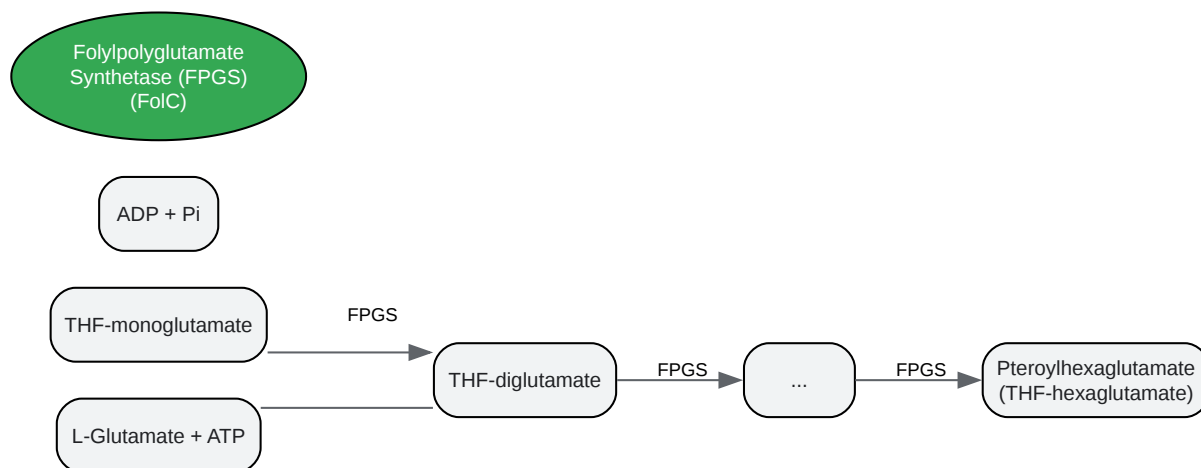 Folylpolyglutamate
Synthetase (FPGS)
(FolC)
ADP + Pi
THF-monoglutamate
FPGS
L-Glutamate + ATP
THF-diglutamate
FPGS
...
FPGS
Pteroylhexaglutamate
(THF-hexaglutamate)